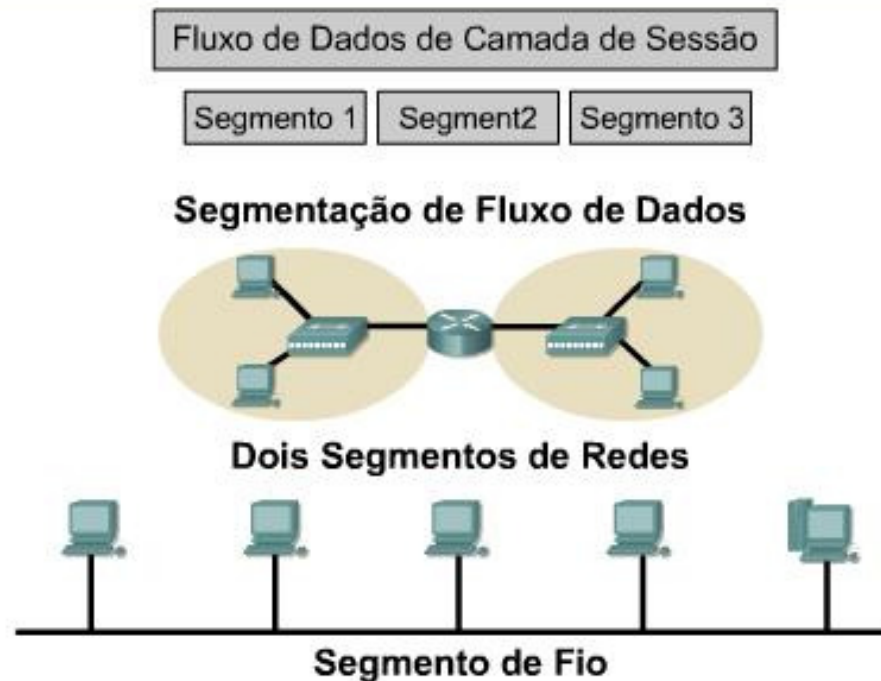 Fluxo de Dados de Camada de Sessão
Segmento 1 Segment2 Segmento 3
Segmentação de Fluxo de Dados
Dois Segmentos de Redes
Segmento de Fio